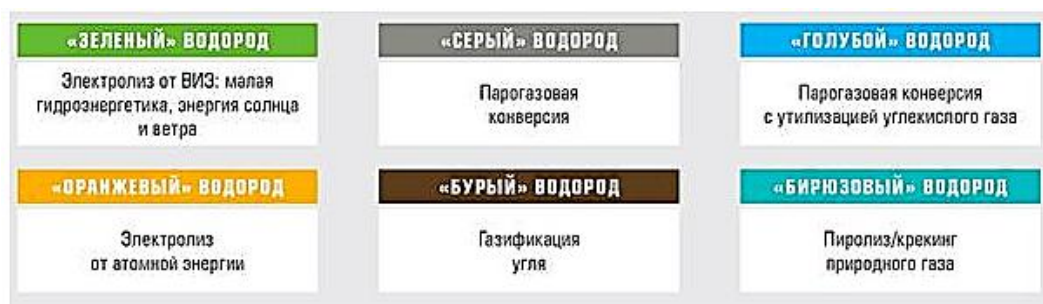 «ЗЕЛЕНЫЙ» ВОДОРОД
Электролиз от ВИЭ: малая
гидроэнергетика, энергия солнца
и ветра
«СЕРЫЙ» ВОДОРОД
Парогазовая
конверсия
«ГОЛУБОЙ» ВОДОРОД
Парогазовая конверсия
с утилизацией углекислого газа
«ОРАНЖЕВЫЙ» ВОДОРОД
Электролиз
от атомной энергии
«БУРЫЙ» ВОДОРОД
Газификация
угля
«БИРЮЗОВЫЙ» ВОДОРОД
Пиролиз/крекинг
природного газа